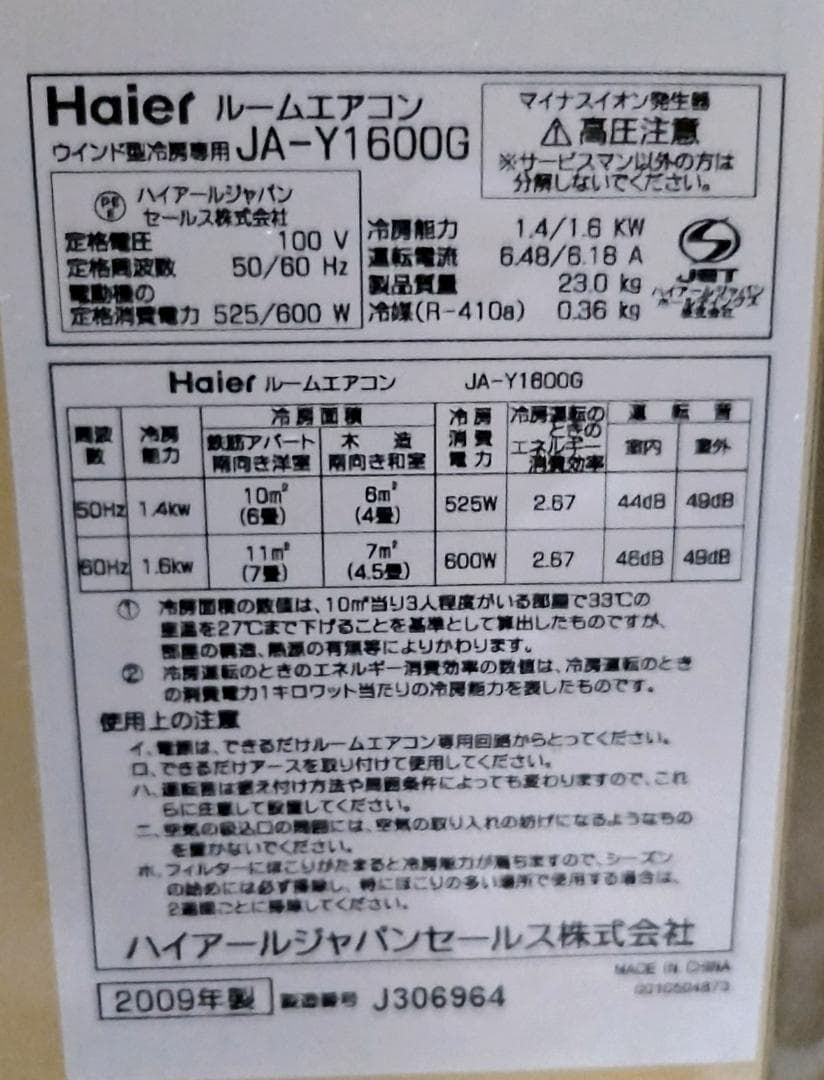 Haier ルームエアコン
ウインド型冷房専用 JA-Y1600G
マイナスイオン発生器
⚠高圧注意
※サービスマン以外の方は
分解しないでください。
PS
E
ハイアールジャパン
セールス株式会社
定格電圧 100 V
定格周波数 50/60 Hz
電動機の
定格消費電力 525/600 W
冷房能力 1.4/1.6 KW
運転電流 6.48/6.18 A
製品質量 23.0 kg
冷媒(R-410a) 0.36 kg
JET
ハイアールジャパン
ホールディングス
株式会社
Haier ルームエアコン JA-Y1600G
周波数 冷房能力 冷房面積 冷房消費電力 冷房運転のときのエネルギー消費効率 運転音
鉄筋アパート南向き洋室 木造南向き和室 室内 室外
50Hz 1.4kw 10㎡(6畳) 6㎡(4畳) 525W 2.67 44dB 49dB
60Hz 1.6kw 11㎡(7畳) 7㎡(4.5畳) 600W 2.67 46dB 49dB
① 冷房面積の数値は、10㎡当り3人程度がいる部屋で33℃の
室温を27℃まで下げることを基準として算出したものですが、
部屋の構造、熱源の有無等によりかわります。
② 冷房運転のときのエネルギー消費効率の数値は、冷房運転のとき
の消費電力1キロワット当たりの冷房能力を表したものです。
使用上の注意
イ、電源は、できるだけルームエアコン専用回路からとってください。
ロ、できるだけアースを取り付けて使用してください。
ハ、運転音は据え付け方法や周囲条件によっても変わりますので、これ
らに注意して設置してください。
ニ、空気の吸込口の周囲には、空気の取り入れの妨げになるようなもの
を置かないでください。
ホ、フィルターにほこりがたまると冷房能力が落ちますので、シーズン
の始めには必ず掃除し、特にほこりの多い場所で使用する場合は、
2週間ごとに掃除してください。
ハイアールジャパンセールス株式会社
MADE IN CHINA
2009年製 製造番号 J306964